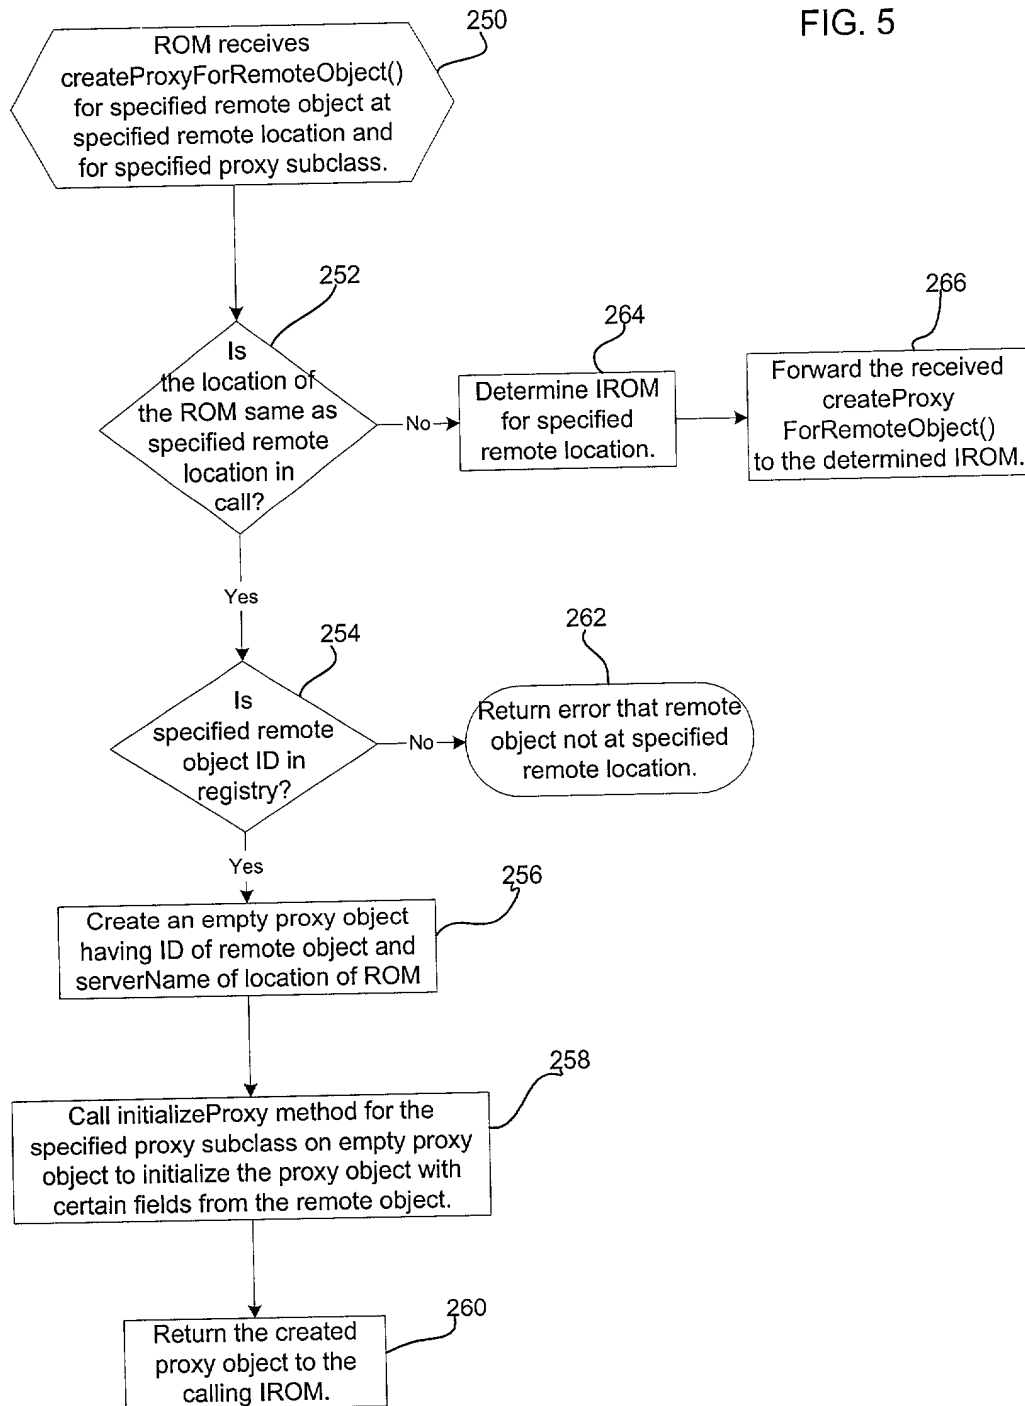 FIG. 5
250
ROM receives
createProxyForRemoteObject()
for specified remote object at
specified remote location and
for specified proxy subclass.
252
Is
the location of
the ROM same as
specified remote
location in
call?
No
264
Determine IROM
for specified
remote location.
266
Forward the received
createProxy
ForRemoteObject()
to the determined IROM.
Yes
254
Is
specified remote
object ID in
registry?
No
262
Return error that remote
object not at specified
remote location.
Yes
256
Create an empty proxy object
having ID of remote object and
serverName of location of ROM
258
Call initializeProxy method for the
specified proxy subclass on empty proxy
object to initialize the proxy object with
certain fields from the remote object.
260
Return the created
proxy object to the
calling IROM.